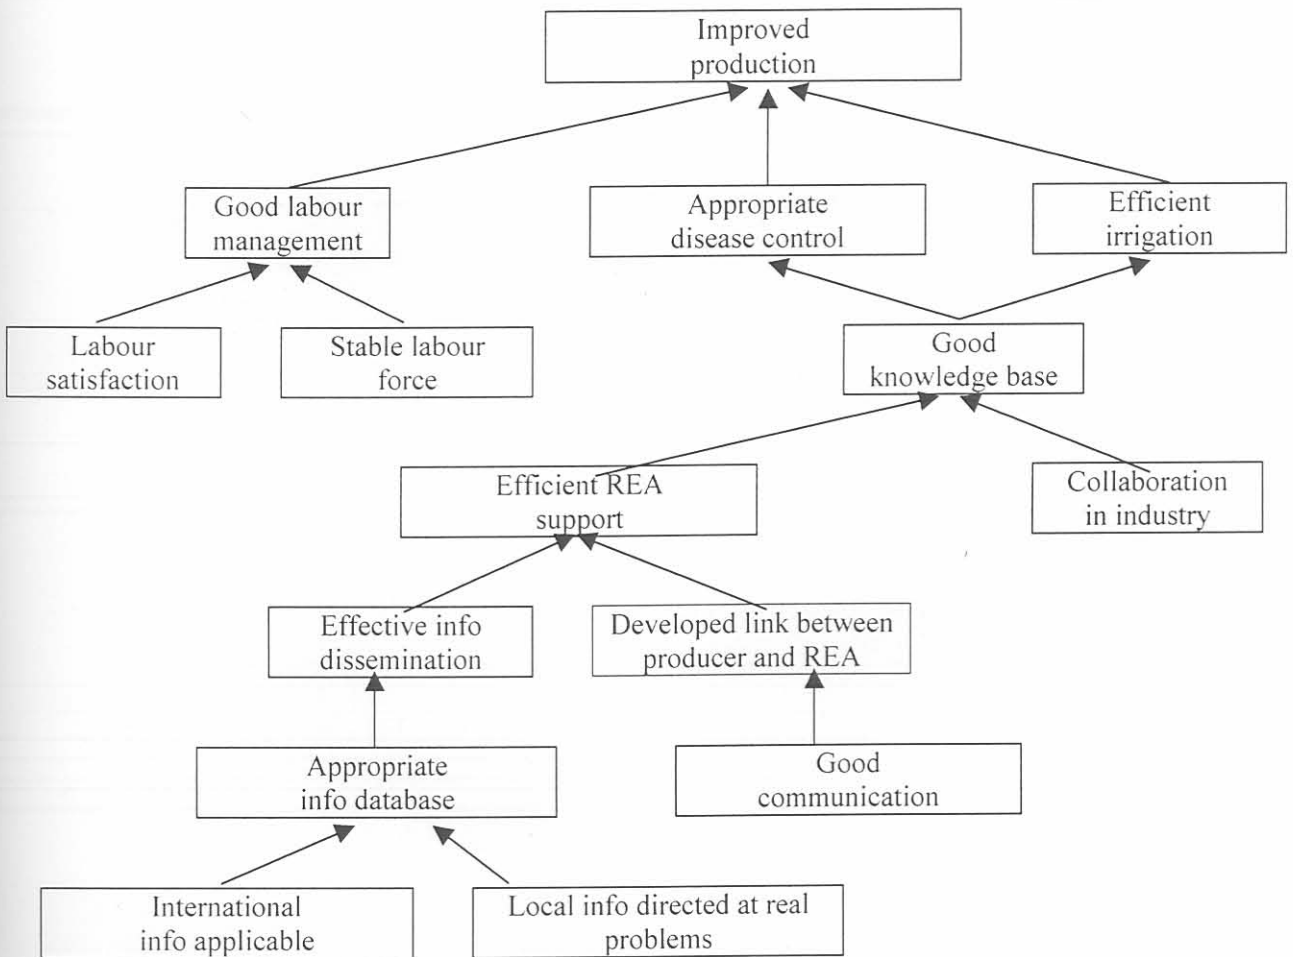 Improved
production
Good labour
management
Appropriate
disease control
Efficient
irrigation
Labour
satisfaction
Stable labour
force
Good
knowledge base
Efficient REA
support
Collaboration
in industry
Effective info
dissemination
Developed link between
producer and REA
Appropriate
info database
Good
communication
International
info applicable
Local info directed at real
problems